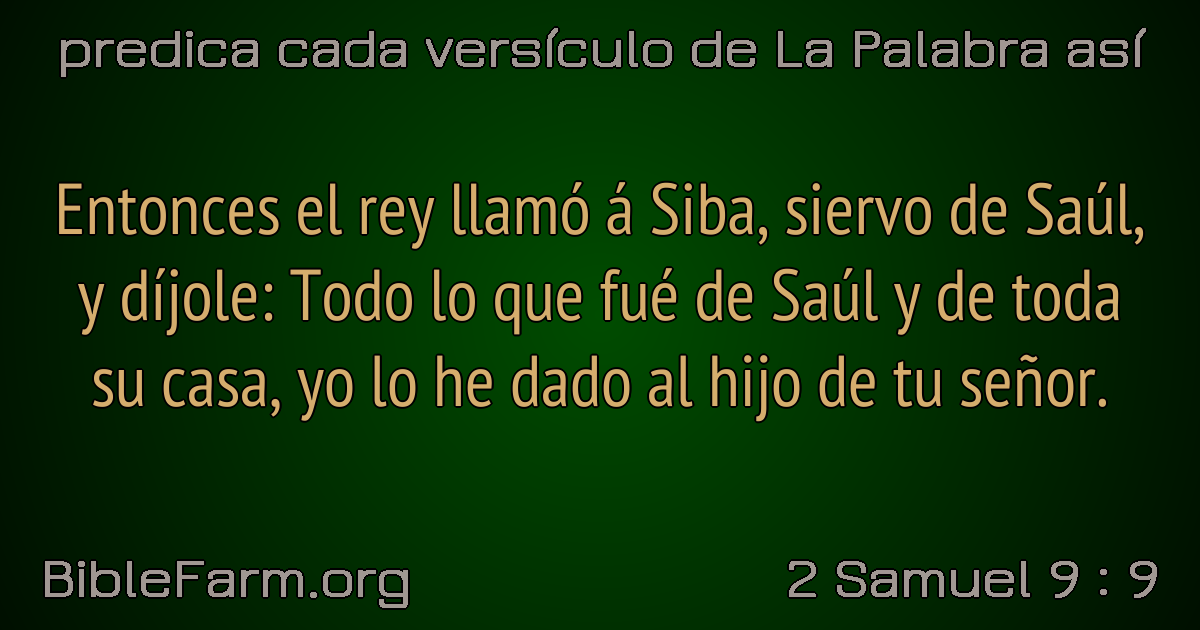 predica cada versículo de La Palabra así
Entonces el rey llamó á Siba, siervo de Saúl,
y díjole: Todo lo que fué de Saúl y de toda
su casa, yo lo he dado al hijo de tu señor.
BibleFarm.org
2 Samuel 9 : 9